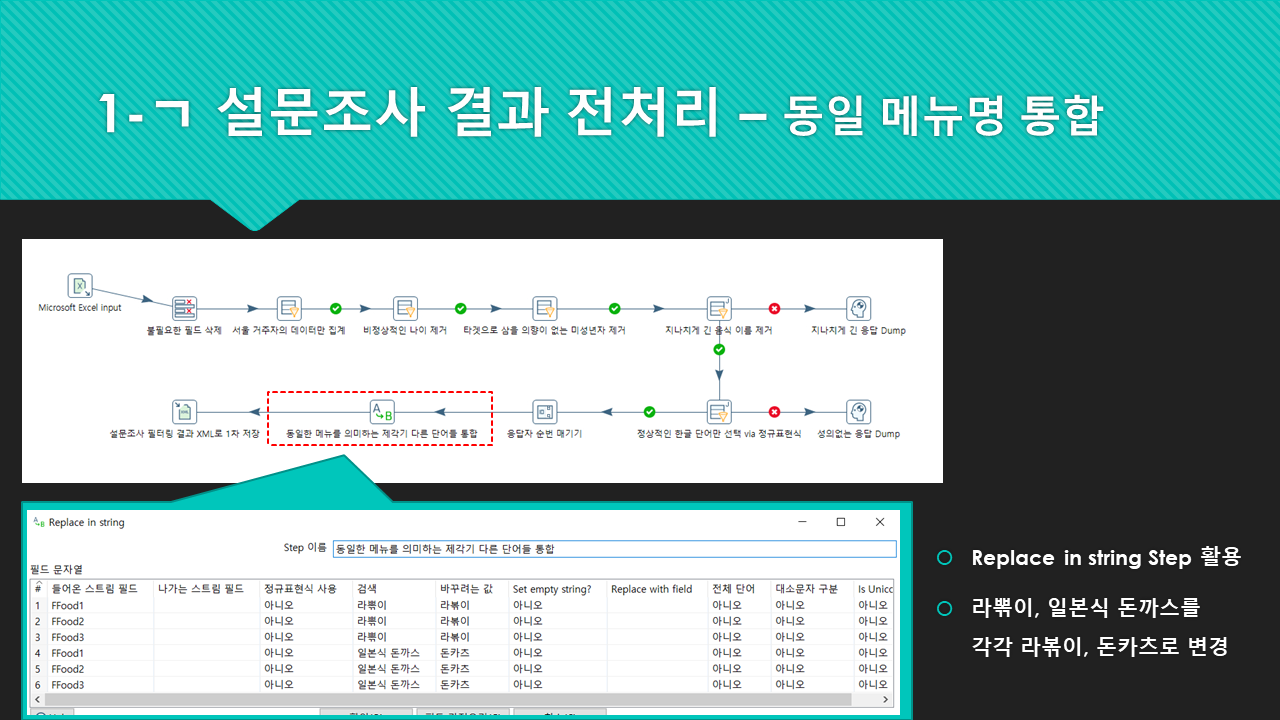 1-ㄱ 설문조사 결과 전처리 – 동일 메뉴명 통합
Microsoft Excel input
불필요한 필드 삭제
서울 거주자의 데이터만 집계
비정상적인 나이 제거
타겟으로 삼을 의향이 없는 미성년자 제거
지나치게 긴 음식 이름 제거
지나치게 긴 응답 Dump
설문조사 필터링 결과 XML로 1차 저장
동일한 메뉴를 의미하는 제각기 다른 단어들 통합
응답자 순번 매기기
정상적인 한글 단어만 선택 via 정규표현식
성의없는 응답 Dump
Replace in string
Step 이름 동일한 메뉴를 의미하는 제각기 다른 단어들 통합
필드 문자열
# 들어온 스트림 필드 나가는 스트림 필드 정규표현식 사용 검색 바꾸려는 값 Set empty string? Replace with field 전체 단어 대소문자 구분 Is Unicc
1 FFood1 아니오 라뽁이 라볶이 아니오 아니오 아니오 아니오
2 FFood2 아니오 라뽁이 라볶이 아니오 아니오 아니오 아니오
3 FFood3 아니오 라뽁이 라볶이 아니오 아니오 아니오 아니오
4 FFood1 아니오 일본식 돈까스 돈카츠 아니오 아니오 아니오 아니오
5 FFood2 아니오 일본식 돈까스 돈카츠 아니오 아니오 아니오 아니오
6 FFood3 아니오 일본식 돈까스 돈카츠 아니오 아니오 아니오 아니오
Replace in string Step 활용
라뽁이, 일본식 돈까스를
각각 라볶이, 돈카츠로 변경